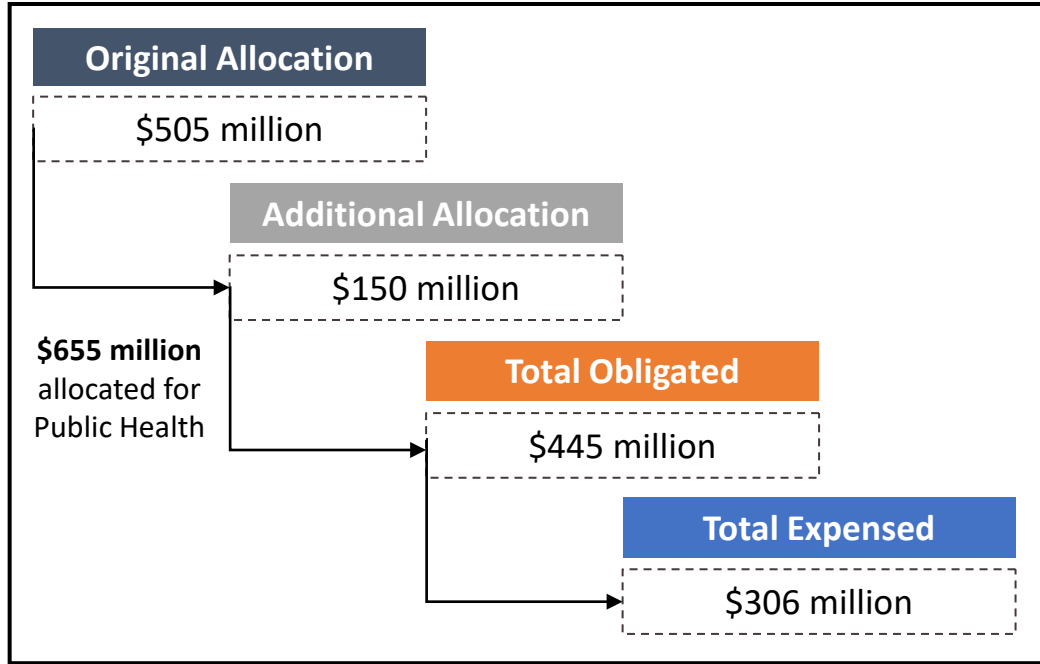 Original Allocation
$505 million
Additional Allocation
$150 million
$655 million
allocated for
Public Health
Total Obligated
$445 million
Total Expensed
$306 million